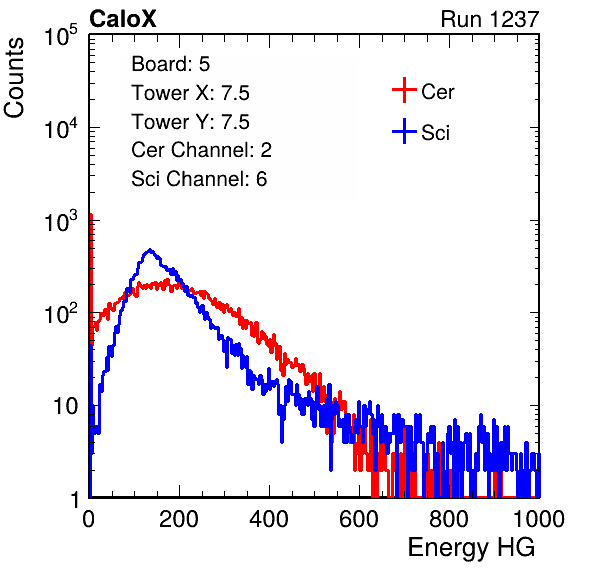 CaloX Run 1237
Counts
Board: 5
Tower X: 7.5
Tower Y: 7.5
Cer Channel: 2
Sci Channel: 6
Cer
Sci
10^5
10^4
10^3
10^2
10
1
0 200 400 600 800 1000
Energy HG